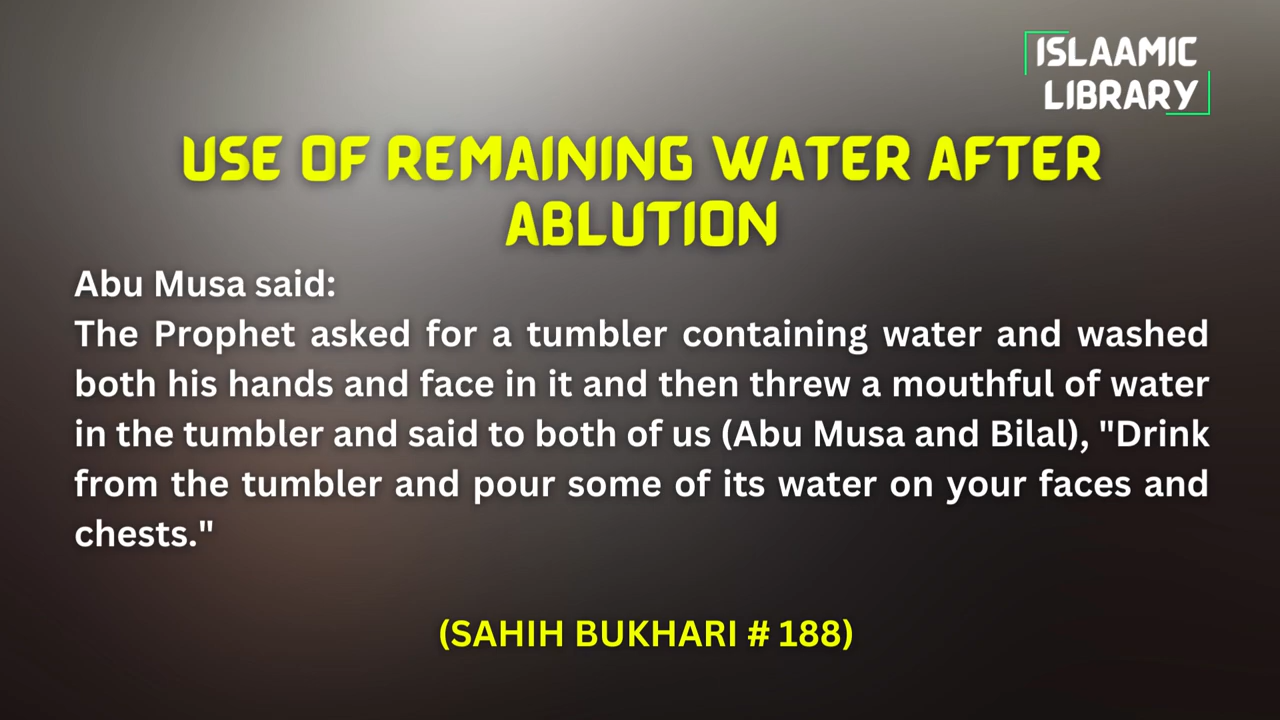 ISLAAMIC
LIBRARY
USE OF REMAINING WATER AFTER
ABLUTION
Abu Musa said:
The Prophet asked for a tumbler containing water and washed
both his hands and face in it and then threw a mouthful of water
in the tumbler and said to both of us (Abu Musa and Bilal), "Drink
from the tumbler and pour some of its water on your faces and
chests."
(SAHIH BUKHARI # 188)